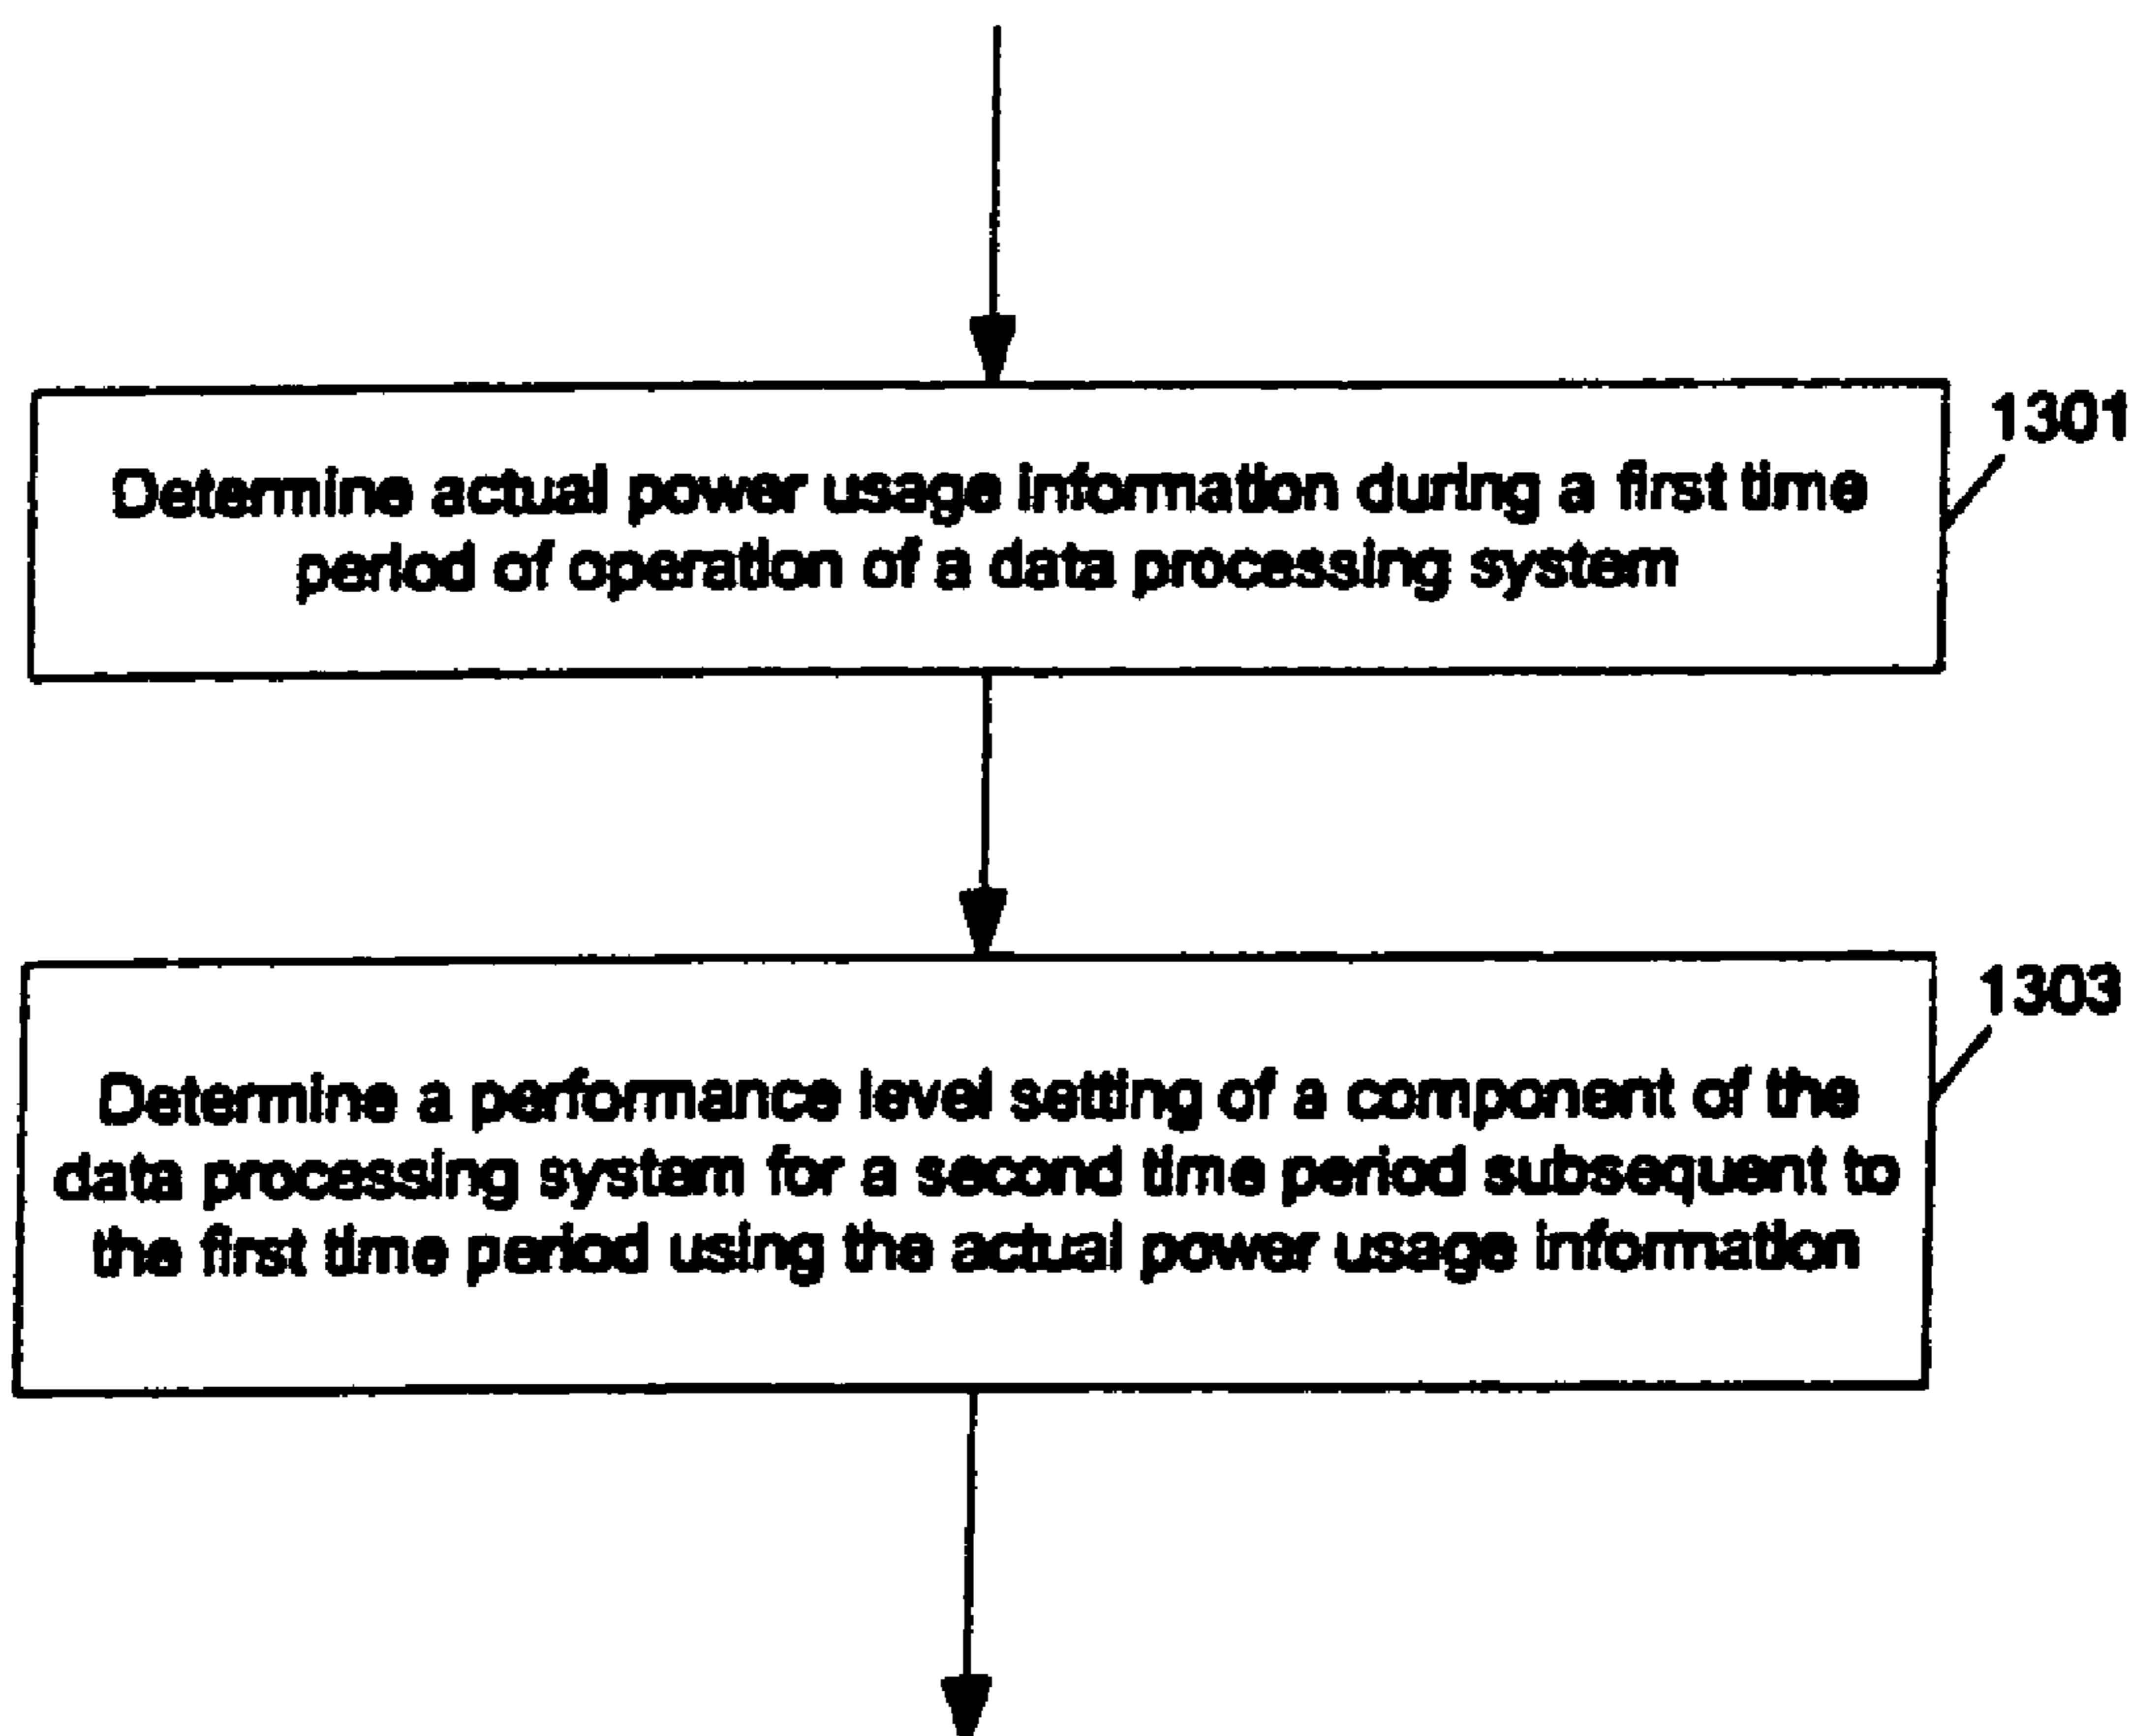 1301
Determine actual power usage information during a first time
period of operation of a data processing system
1303
Determine a performance level setting of a component of the
data processing system for a second time period subsequent to
the first time period using the actual power usage information